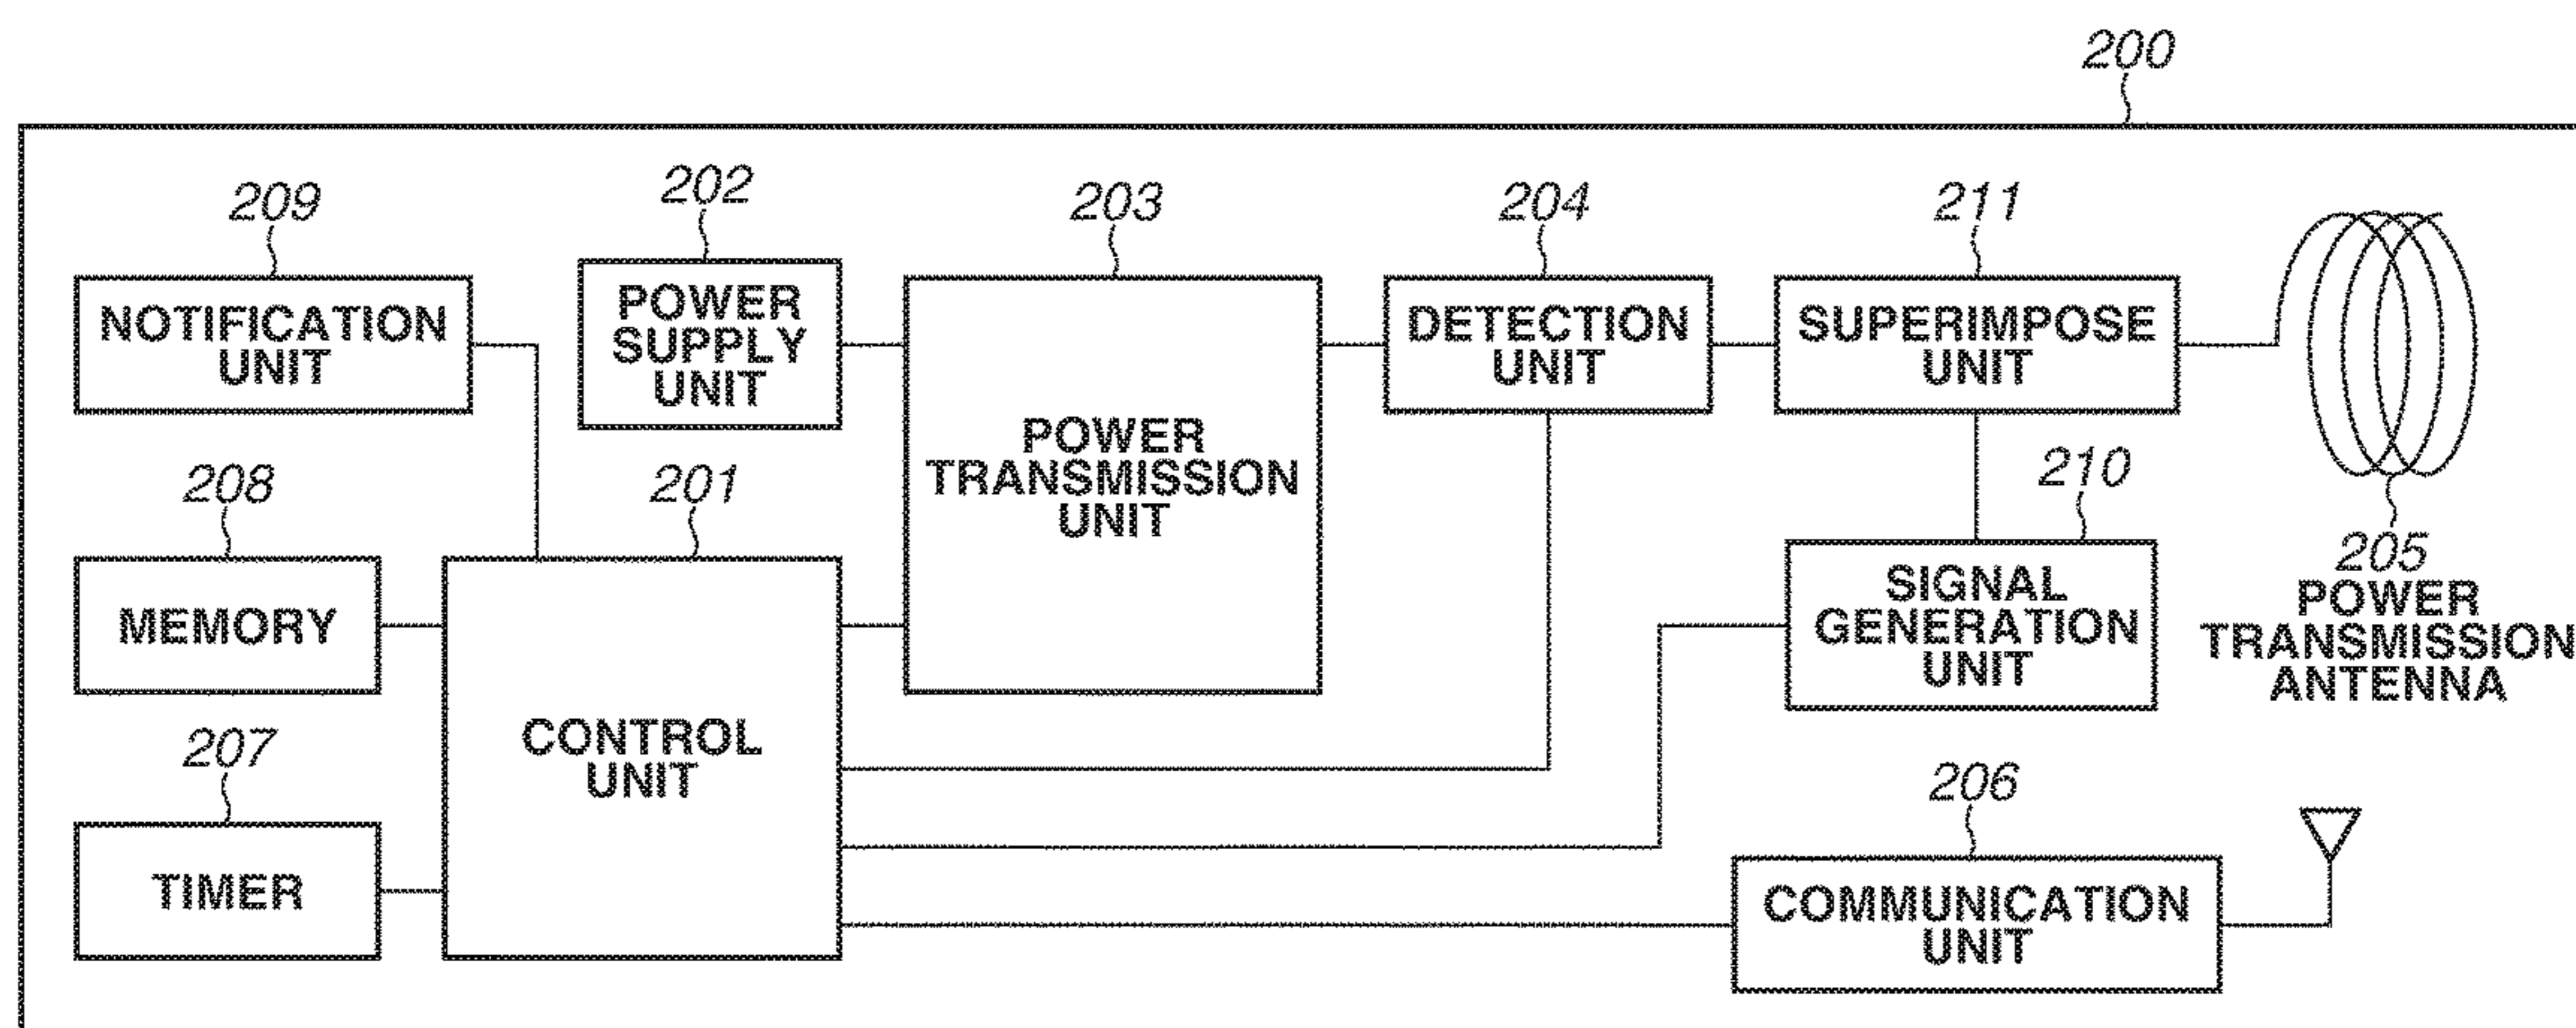 200
209
NOTIFICATION
UNIT
202
POWER
SUPPLY
UNIT
203
POWER
TRANSMISSION
UNIT
204
DETECTION
UNIT
211
SUPERIMPOSE
UNIT
205
POWER
TRANSMISSION
ANTENNA
208
MEMORY
201
CONTROL
UNIT
210
SIGNAL
GENERATION
UNIT
207
TIMER
206
COMMUNICATION
UNIT